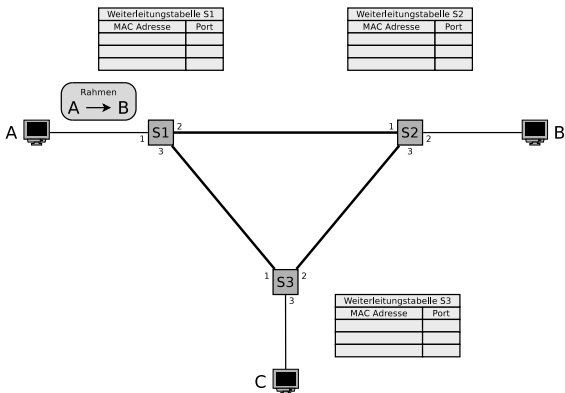 Weiterleitungstabelle S1
MAC Adresse Port
Weiterleitungstabelle S2
MAC Adresse Port
Rahmen
A B
A
1
S1
2
3
1
S2
2
3
B
1
S3
2
3
Weiterleitungstabelle S3
MAC Adresse Port
C